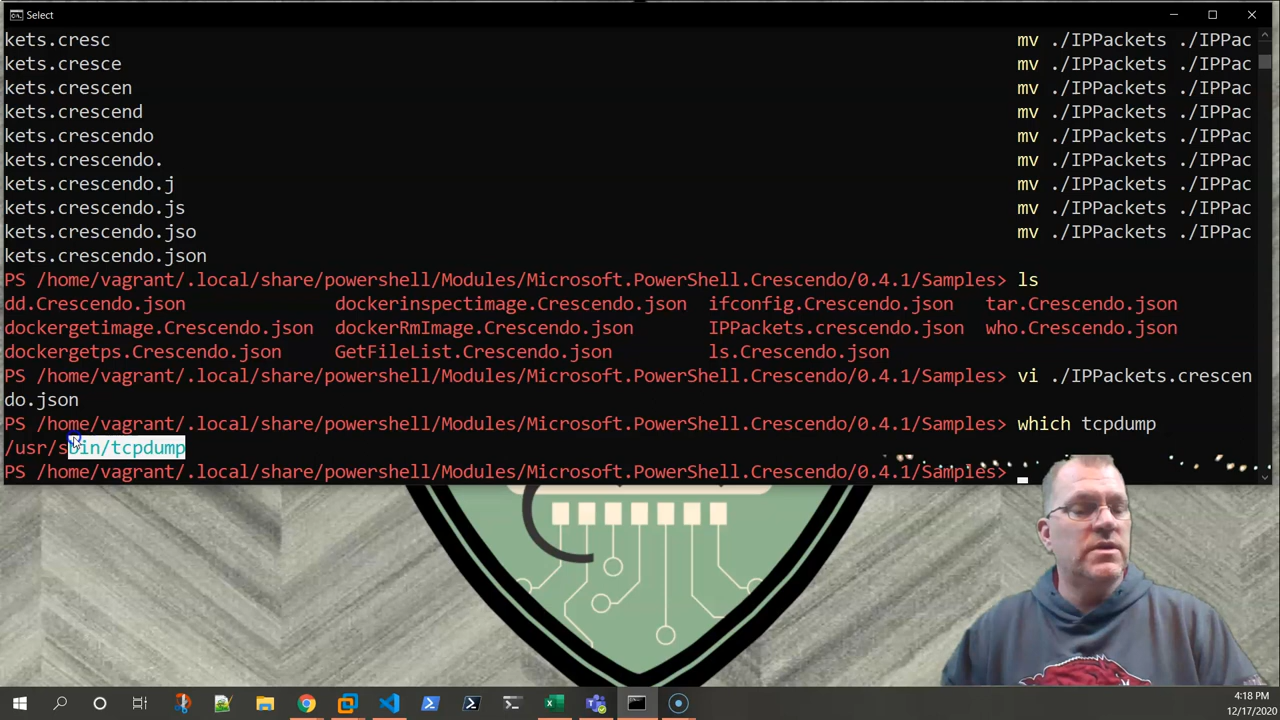 Select
kets.cresc mv ./IPPackets ./IPPac
kets.cresce mv ./IPPackets ./IPPac
kets.crescen mv ./IPPackets ./IPPac
kets.crescend mv ./IPPackets ./IPPac
kets.crescendo mv ./IPPackets ./IPPac
kets.crescendo. mv ./IPPackets ./IPPac
kets.crescendo.j mv ./IPPackets ./IPPac
kets.crescendo.js mv ./IPPackets ./IPPac
kets.crescendo.jso mv ./IPPackets ./IPPac
kets.crescendo.json
PS /home/vagrant/.local/share/powershell/Modules/Microsoft.PowerShell.Crescendo/0.4.1/Samples> ls
dd.Crescendo.json dockerinspectimage.Crescendo.json ifconfig.Crescendo.json tar.Crescendo.json
dockergetimage.Crescendo.json dockerRmImage.Crescendo.json IPPackets.crescendo.json who.Crescendo.json
dockergetps.Crescendo.json GetFileList.Crescendo.json ls.Crescendo.json
PS /home/vagrant/.local/share/powershell/Modules/Microsoft.PowerShell.Crescendo/0.4.1/Samples> vi ./IPPackets.crescen
do.json
PS /home/vagrant/.local/share/powershell/Modules/Microsoft.PowerShell.Crescendo/0.4.1/Samples> which tcpdump
/usr/sbin/tcpdump
PS /home/vagrant/.local/share/powershell/Modules/Microsoft.PowerShell.Crescendo/0.4.1/Samples>
4:18 PM
12/17/2020